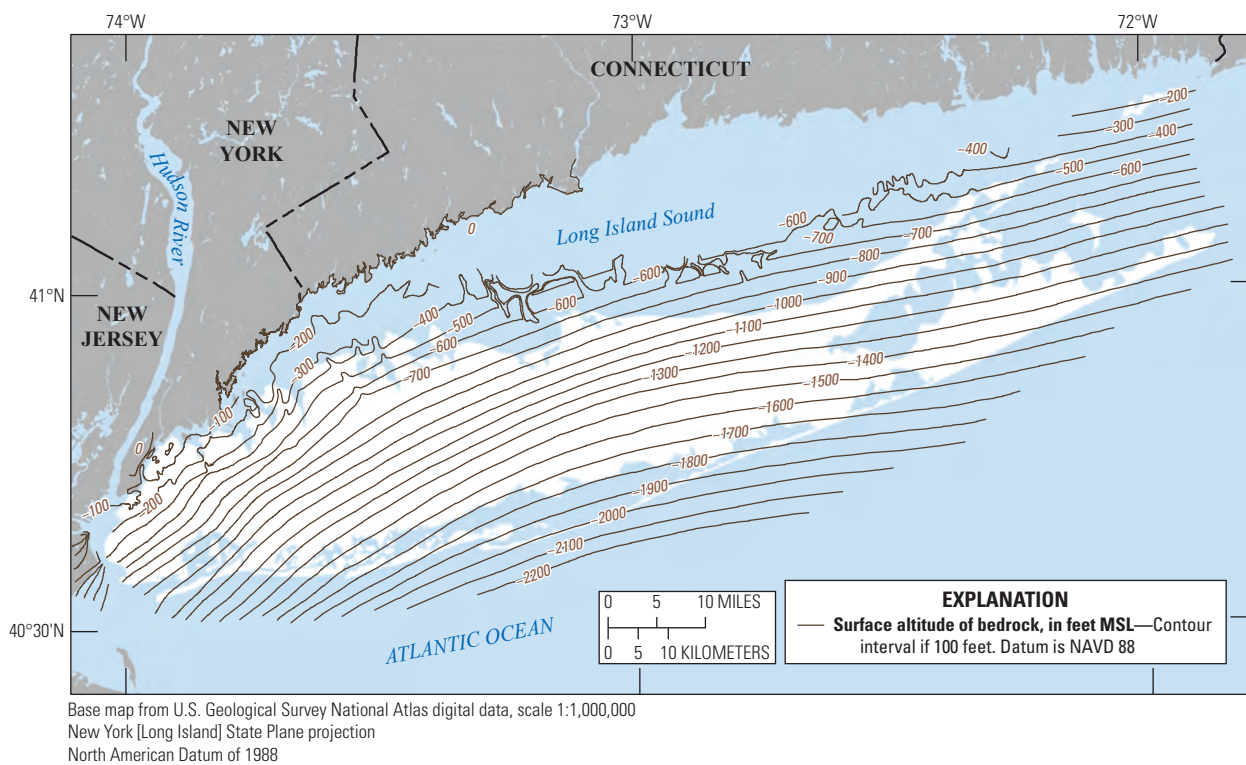 74°W
73°W
72°W
CONNECTICUT
NEW
YORK
Hudson River
Long Island Sound
NEW
JERSEY
41°N
40°30'N
ATLANTIC OCEAN
0
0
–100
–100
–200
–200
–300
–400
–500
–600
–700
–600
–600
–600
–700
–200
–300
–400
–400
–500
–600
–700
–800
–900
–1000
–1100
–1200
–1300
–1400
–1500
–1600
–1700
–1800
–1900
–2000
–2100
–2200
0 5 10 MILES
0 5 10 KILOMETERS
EXPLANATION
Surface altitude of bedrock, in feet MSL—Contour
interval if 100 feet. Datum is NAVD 88
Base map from U.S. Geological Survey National Atlas digital data, scale 1:1,000,000
New York [Long Island] State Plane projection
North American Datum of 1988